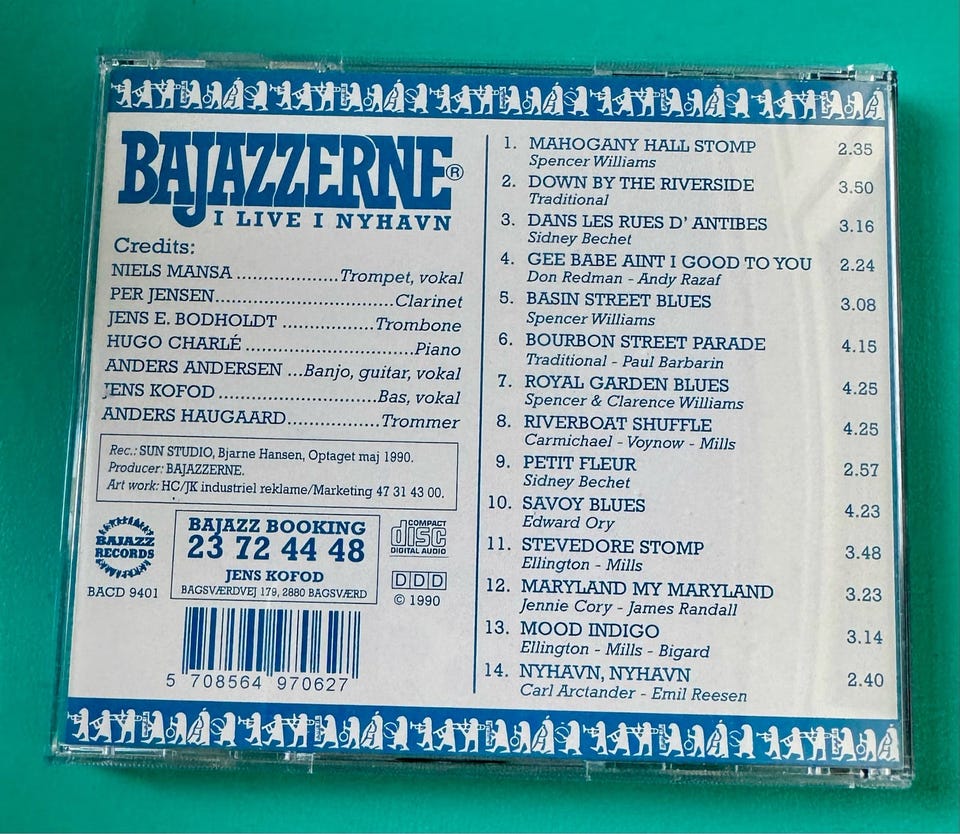 BAJAZZERNE®
I LIVE I NYHAVN
Credits:
NIELS MANSA ..................Trompet, vokal
PER JENSEN...............................Clarinet
JENS E. BODHOLDT ................Trombone
HUGO CHARLÉ ..............................Piano
ANDERS ANDERSEN ...Banjo, guitar, vokal
JENS KOFOD ...........................Bas, vokal
ANDERS HAUGAARD................Trommer
Rec.: SUN STUDIO, Bjarne Hansen, Optaget maj 1990.
Producer: BAJAZZERNE.
Art work: HC/JK industriel reklame/Marketing 47 31 43 00.
BAJAZZ
RECORDS
BACD 9401
BAJAZZ BOOKING
23 72 44 48
JENS KOFOD
BAGSVÆRDVEJ 179, 2880 BAGSVÆRD
COMPACT
disc
DIGITAL AUDIO
DDD
© 1990
5 708564 970627
1. MAHOGANY HALL STOMP 2.35
Spencer Williams
2. DOWN BY THE RIVERSIDE 3.50
Traditional
3. DANS LES RUES D' ANTIBES 3.16
Sidney Bechet
4. GEE BABE AINT I GOOD TO YOU 2.24
Don Redman - Andy Razaf
5. BASIN STREET BLUES 3.08
Spencer Williams
6. BOURBON STREET PARADE 4.15
Traditional - Paul Barbarin
7. ROYAL GARDEN BLUES 4.25
Spencer & Clarence Williams
8. RIVERBOAT SHUFFLE 4.25
Carmichael - Voynow - Mills
9. PETIT FLEUR 2.57
Sidney Bechet
10. SAVOY BLUES 4.23
Edward Ory
11. STEVEDORE STOMP 3.48
Ellington - Mills
12. MARYLAND MY MARYLAND 3.23
Jennie Cory - James Randall
13. MOOD INDIGO 3.14
Ellington - Mills - Bigard
14. NYHAVN, NYHAVN 2.40
Carl Arctander - Emil Reesen